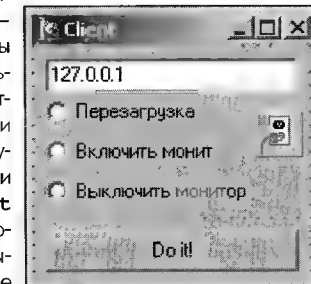 Client
127.0.0.1
Перезагрузка
Включить монит
Выключить монитор
Do it!
ы
ь-
т-
и
у-
и
t
о-
ы-
е